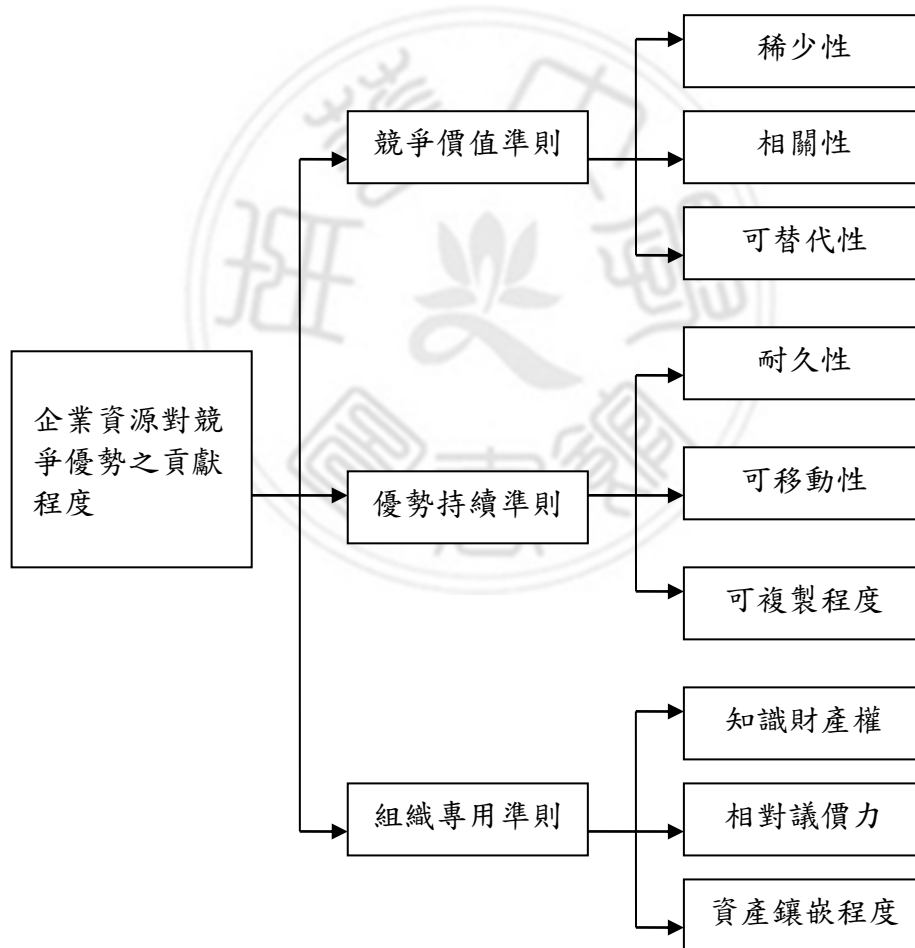 稀少性
競爭價值準則
相關性
可替代性
企業資源對競
爭優勢之貢獻
程度
耐久性
優勢持續準則
可移動性
可複製程度
知識財產權
組織專用準則
相對議價力
資產鑲嵌程度